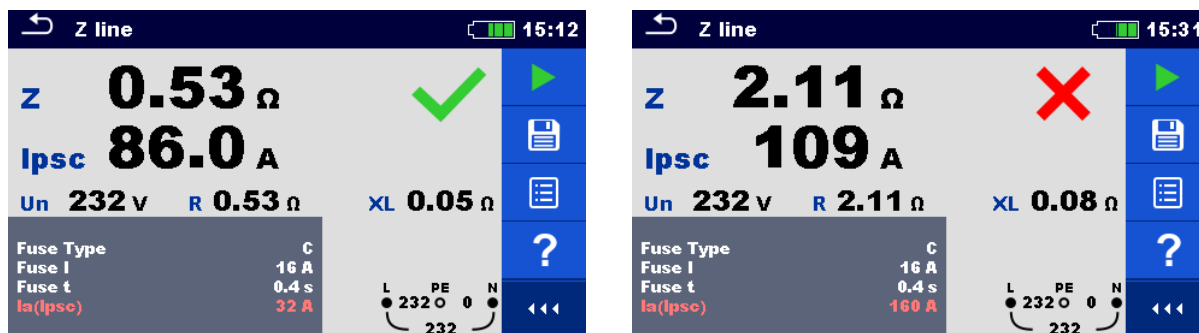 Z line 15:12
Z 0.53 Ω
Ipsc 86.0 A
Un 232 V R 0.53 Ω XL 0.05 Ω
Fuse Type C
Fuse I 16 A
Fuse t 0.4 s
Ia(Ipsc) 32 A
L PE N
232 0
232
?
Z line 15:31
Z 2.11 Ω
Ipsc 109 A
Un 232 V R 2.11 Ω XL 0.08 Ω
Fuse Type C
Fuse I 16 A
Fuse t 0.4 s
Ia(Ipsc) 160 A
L PE N
232 0
232
?